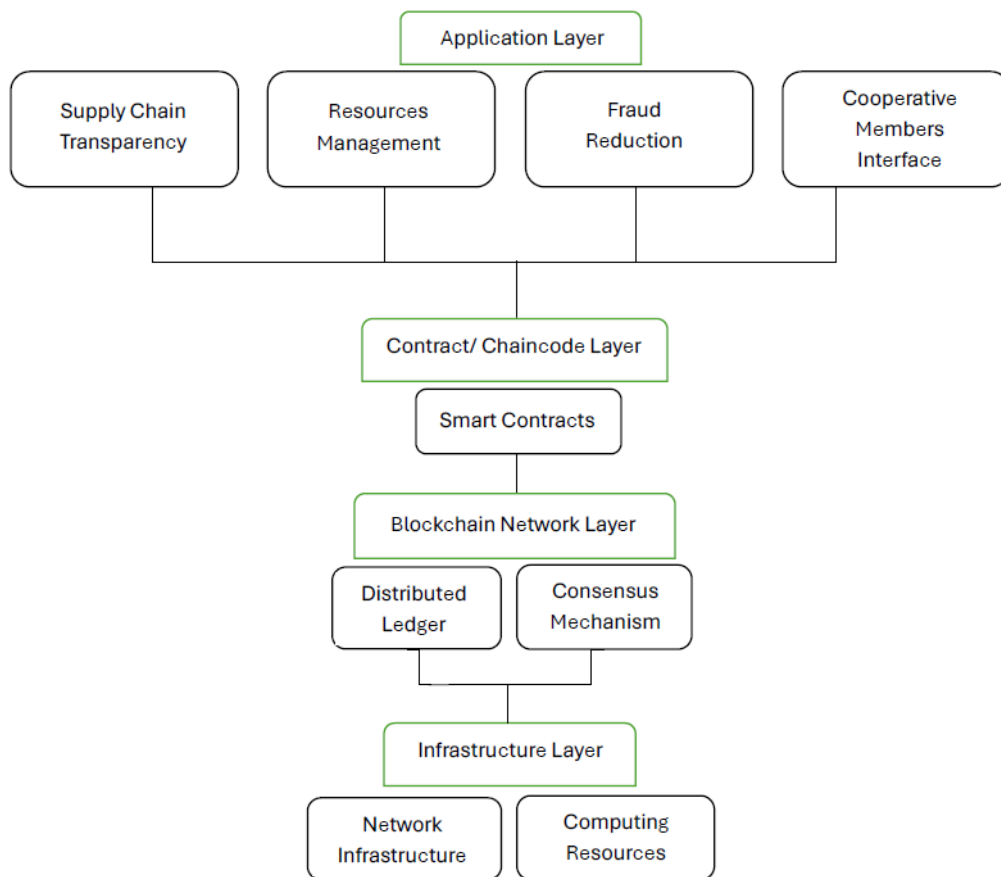 Application Layer
Supply Chain
Transparency
Resources
Management
Fraud
Reduction
Cooperative
Members
Interface
Contract/ Chaincode Layer
Smart Contracts
Blockchain Network Layer
Distributed
Ledger
Consensus
Mechanism
Infrastructure Layer
Network
Infrastructure
Computing
Resources